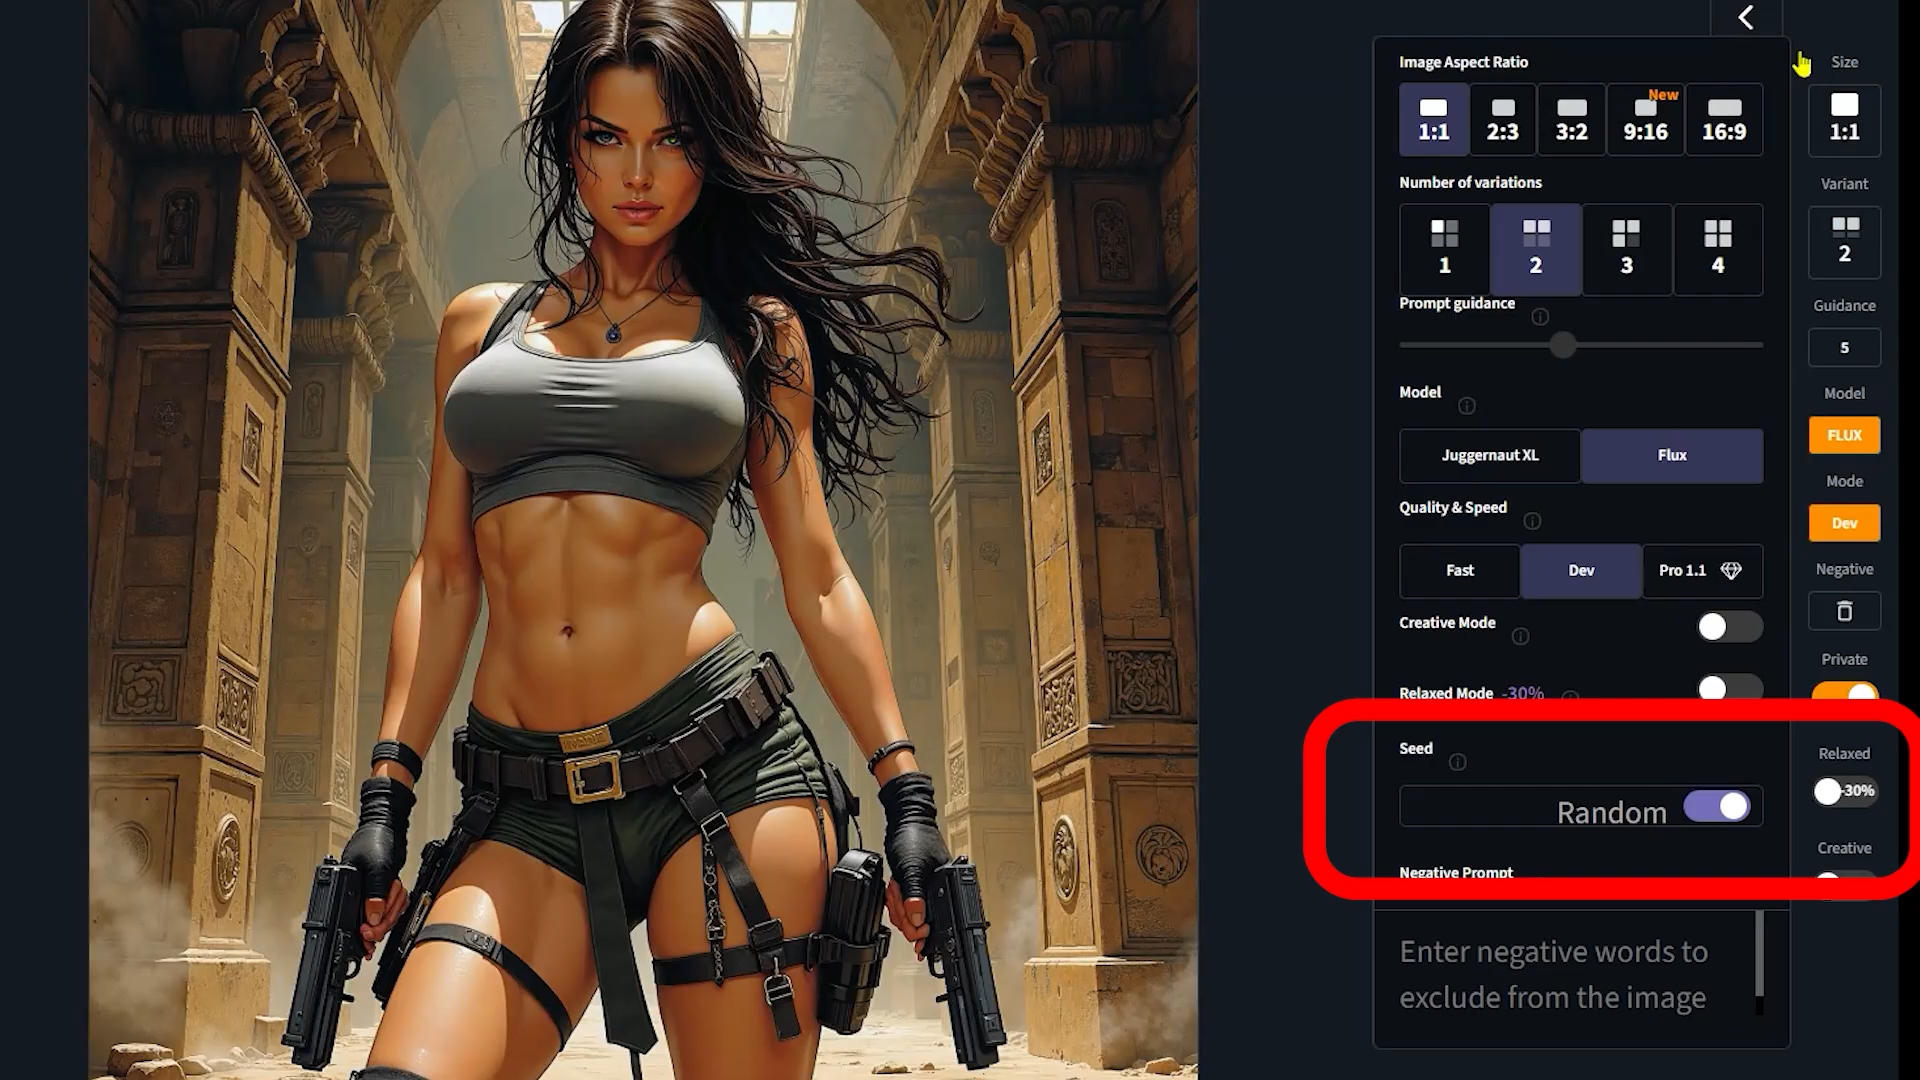 Image Aspect Ratio
New
1:1 2:3 3:2 9:16 16:9
Number of variations
1 2 3 4
Prompt guidance
Model
Juggernaut XL Flux
Quality & Speed
Fast Dev Pro 1.1
Creative Mode
Relaxed Mode -30%
Seed
Random
Negative Prompt
Enter negative words to
exclude from the image
Size
1:1
Variant
2
Guidance
5
Model
FLUX
Mode
Dev
Negative
Private
Relaxed
-30%
Creative